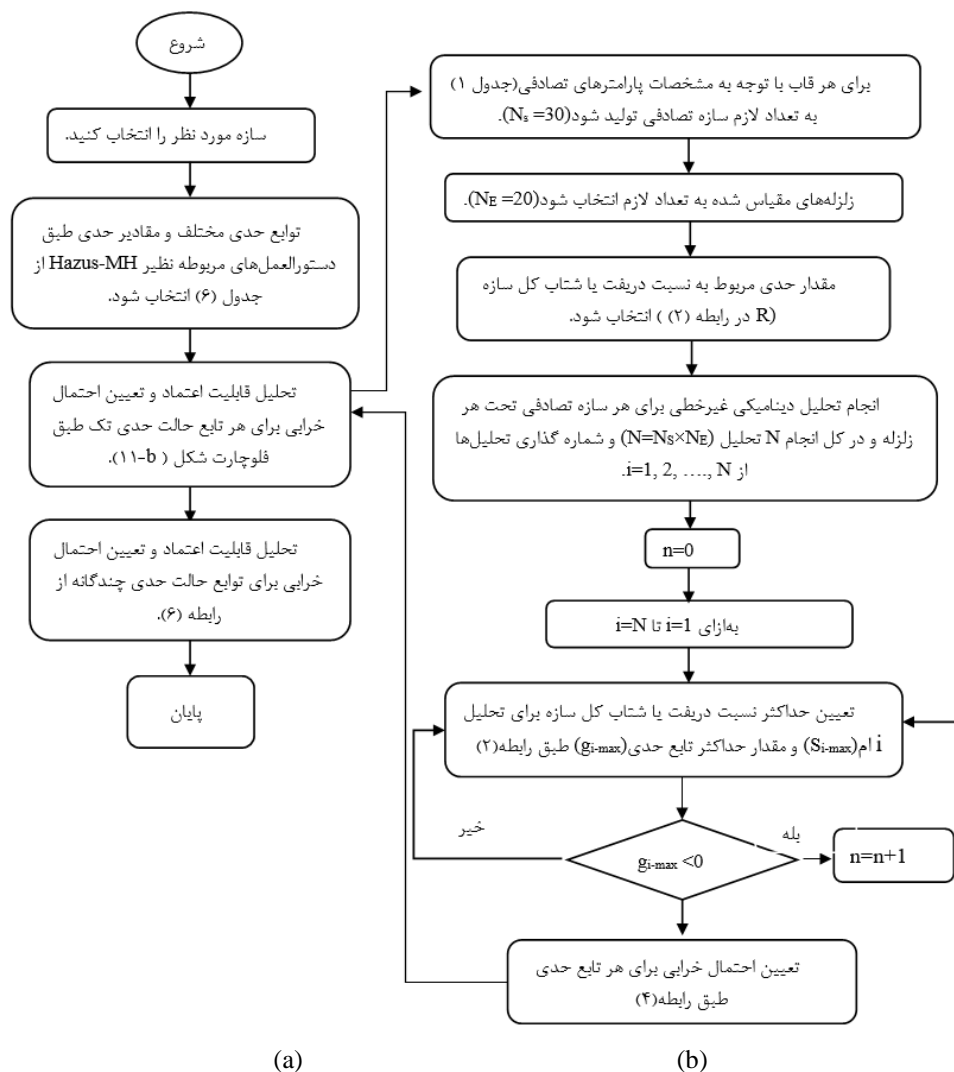 شروع
سازه مورد نظر را انتخاب کنید.
توابع حدی مختلف و مقادیر حدی طبق
دستورالعمل‌های مربوطه نظیر Hazus-MH از
جدول (۶) انتخاب شود.
تحلیل قابلیت اعتماد و تعیین احتمال
خرابی برای هر تابع حالت حدی تک طبق
فلوچارت شکل ( ۱۱-b).
تحلیل قابلیت اعتماد و تعیین احتمال
خرابی برای توابع حالت حدی چندگانه از
رابطه (۶).
پایان
(a)
برای هر قاب با توجه به مشخصات پارامترهای تصادفی(جدول ۱)
به تعداد لازم سازه تصادفی تولید شود(Ns =30).
زلزله‌های مقیاس شده به تعداد لازم انتخاب شود(NE =20).
مقدار حدی مربوط به نسبت دریفت یا شتاب کل سازه
(R در رابطه (۲) ) انتخاب شود.
انجام تحلیل دینامیکی غیرخطی برای هر سازه تصادفی تحت هر
زلزله و در کل انجام N تحلیل (N=NS×NE) و شماره گذاری تحلیل‌ها
از i=1, 2, …., N.
n=0
به‌ازای i=1 تا i=N
تعیین حداکثر نسبت دریفت یا شتاب کل سازه برای تحلیل
i ام(Si-max) و مقدار حداکثر تابع حدی(gi-max) طبق رابطه(۲)
خیر
بله
gi-max <0
n=n+1
تعیین احتمال خرابی برای هر تابع حدی
طبق رابطه(۴)
(b)